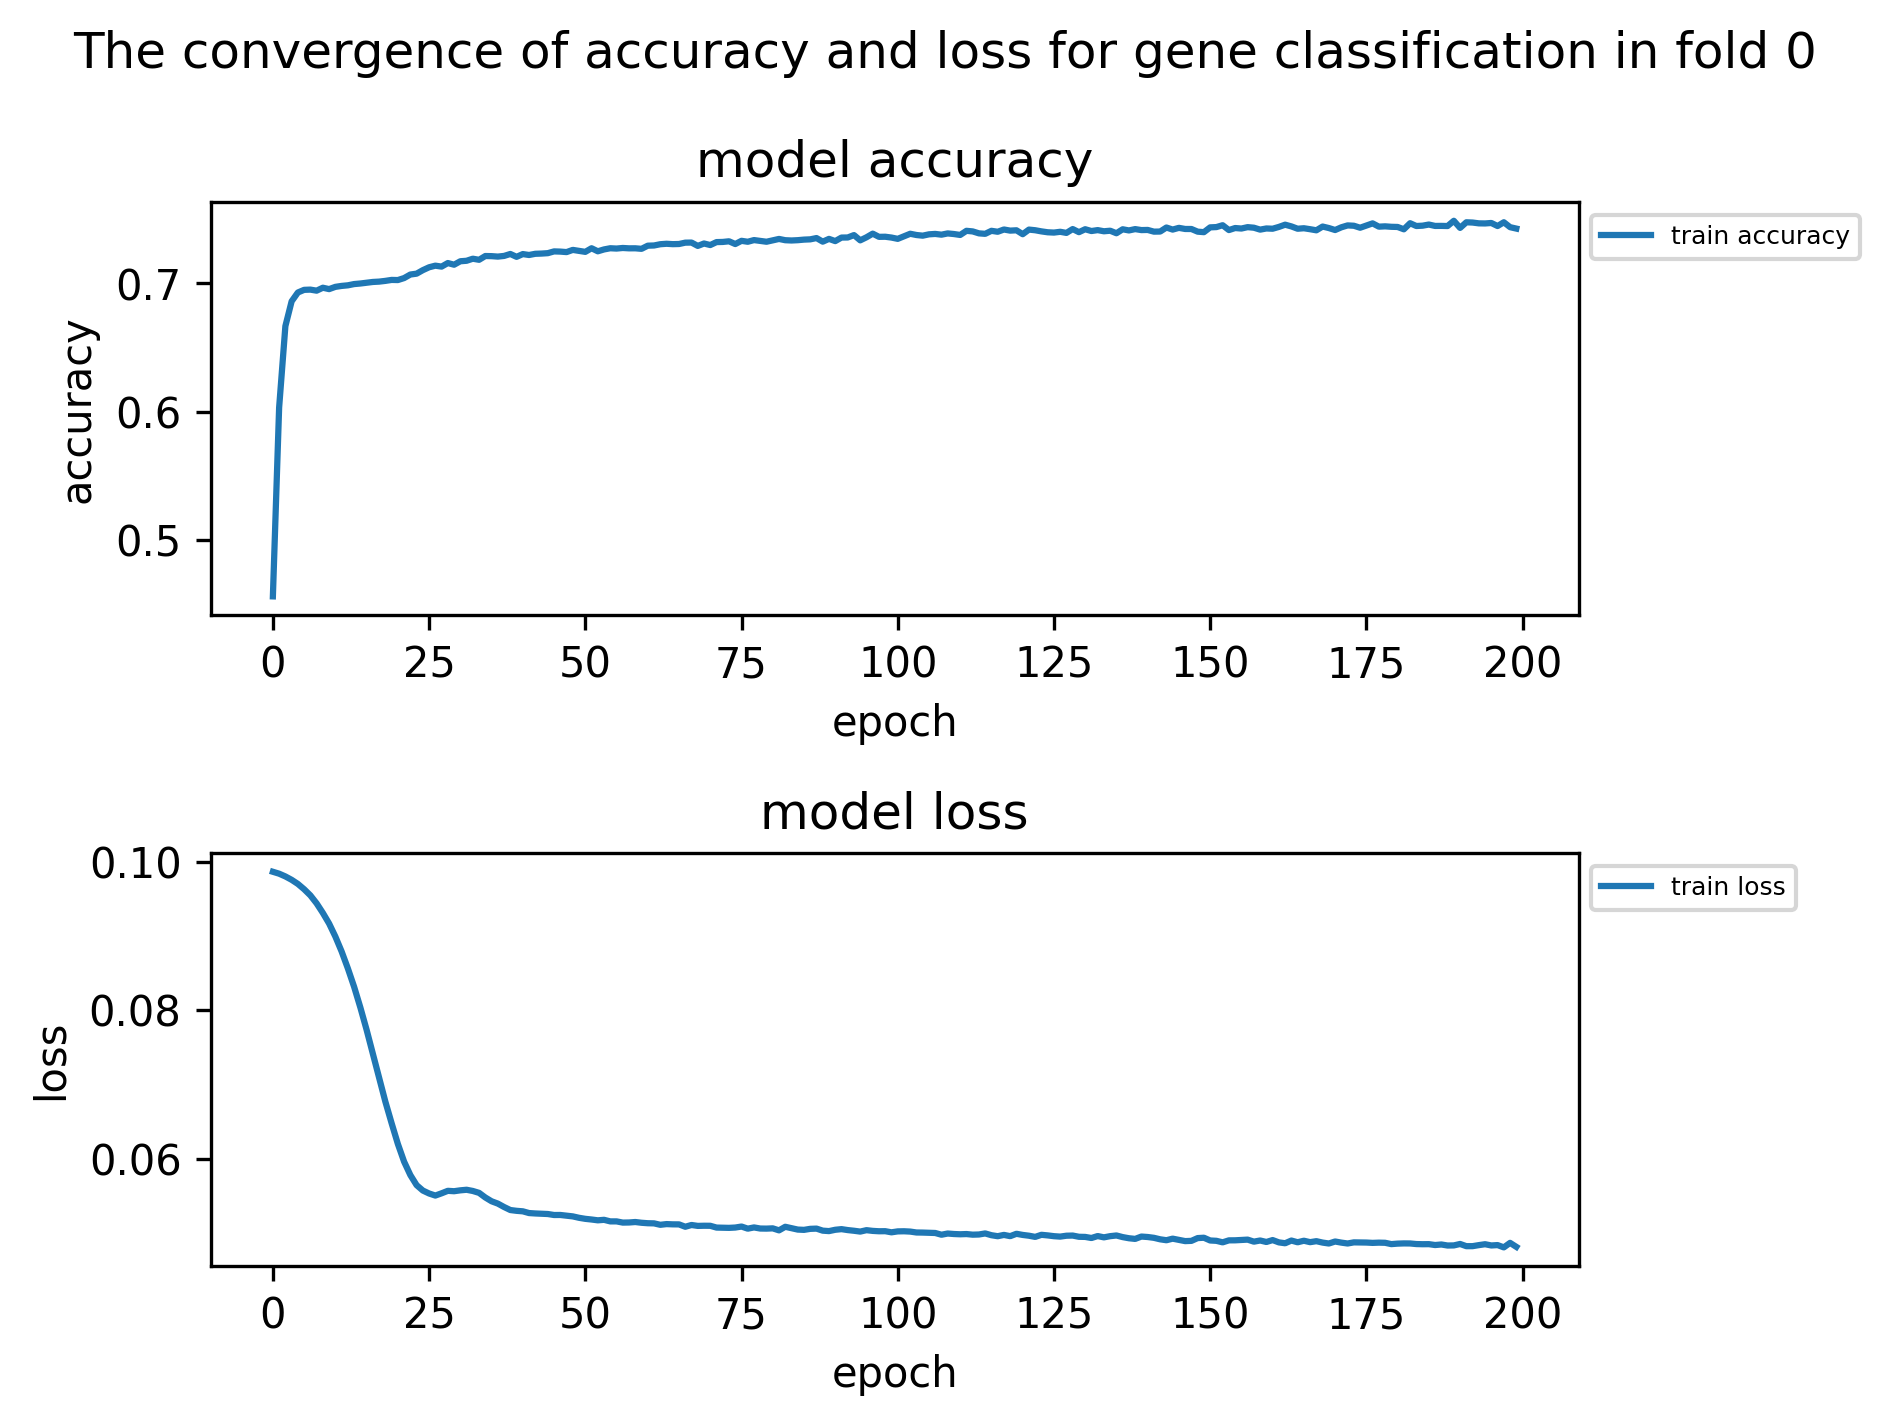 The convergence of accuracy and loss for gene classification in fold 0
model accuracy
train accuracy
0.7
0.6
0.5
accuracy
0 25 50 75 100 125 150 175 200
epoch
model loss
train loss
0.10
0.08
0.06
loss
0 25 50 75 100 125 150 175 200
epoch